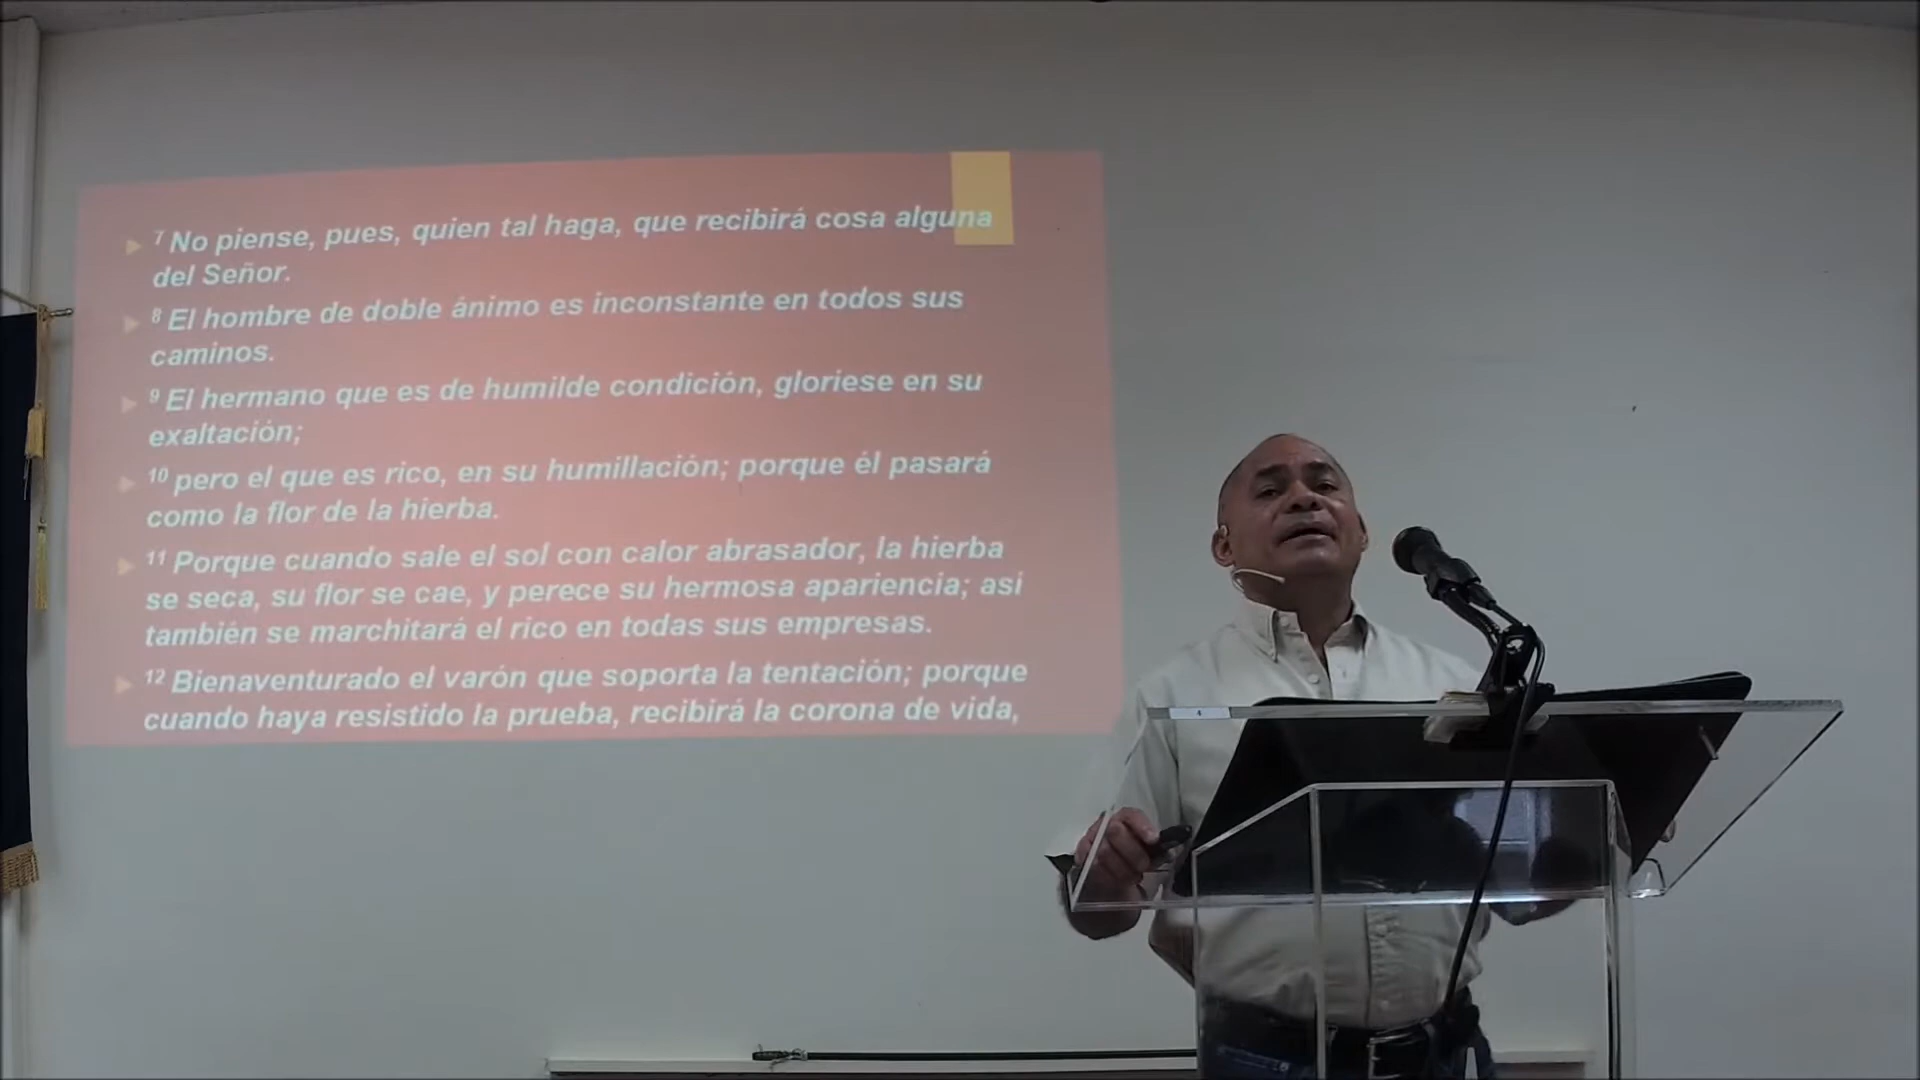 7 No piense, pues, quien tal haga, que recibirá cosa alguna
del Señor.
8 El hombre de doble ánimo es inconstante en todos sus
caminos.
9 El hermano que es de humilde condición, gloriese en su
exaltación;
10 pero el que es rico, en su humillación; porque él pasará
como la flor de la hierba.
11 Porque cuando sale el sol con calor abrasador, la hierba
se seca, su flor se cae, y perece su hermosa apariencia; asi
también se marchitará el rico en todas sus empresas.
12 Bienaventurado el varón que soporta la tentación; porque
cuando haya resistido la prueba, recibirá la corona de vida,